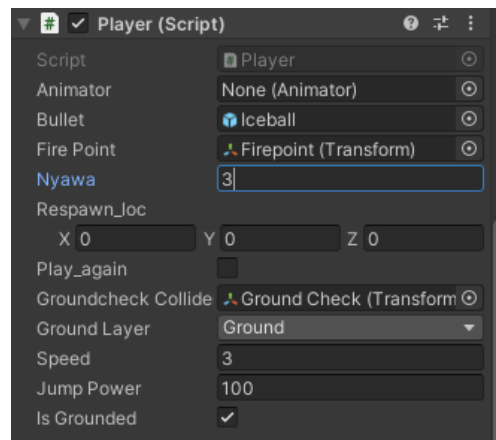 Player (Script)
Script Player
Animator None (Animator)
Bullet Iceball
Fire Point Firepoint (Transform)
Nyawa 3
Respawn_loc
X 0 Y 0 Z 0
Play_again
Groundcheck Collide Ground Check (Transform
Ground Layer Ground
Speed 3
Jump Power 100
Is Grounded